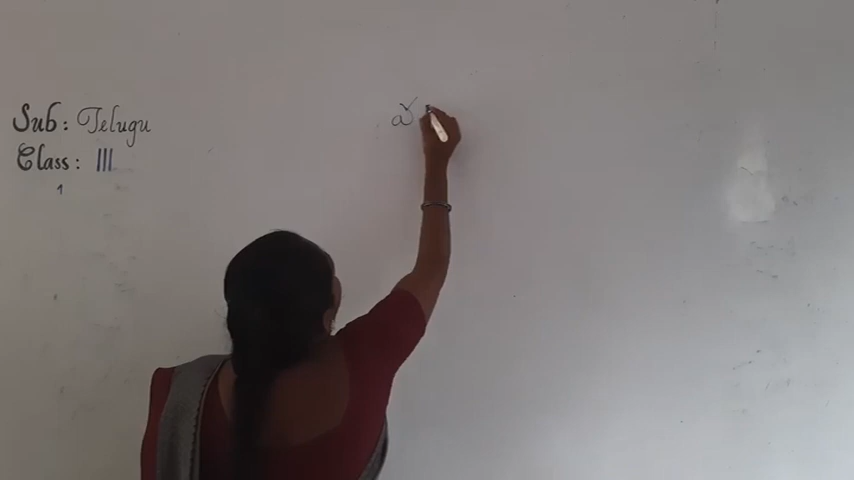 Sub: Telugu
Class: III
వ